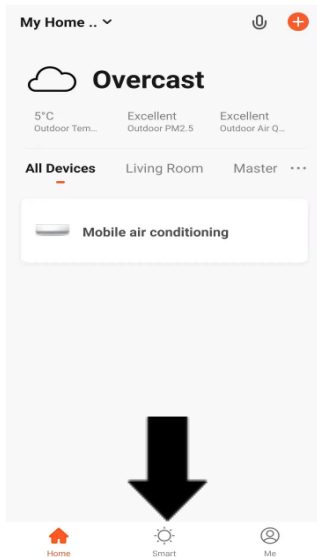 My Home ..
Overcast
5°C Excellent Excellent
Outdoor Tem... Outdoor PM2.5 Outdoor Air Q...
All Devices Living Room Master ...
Mobile air conditioning
Home Smart Me